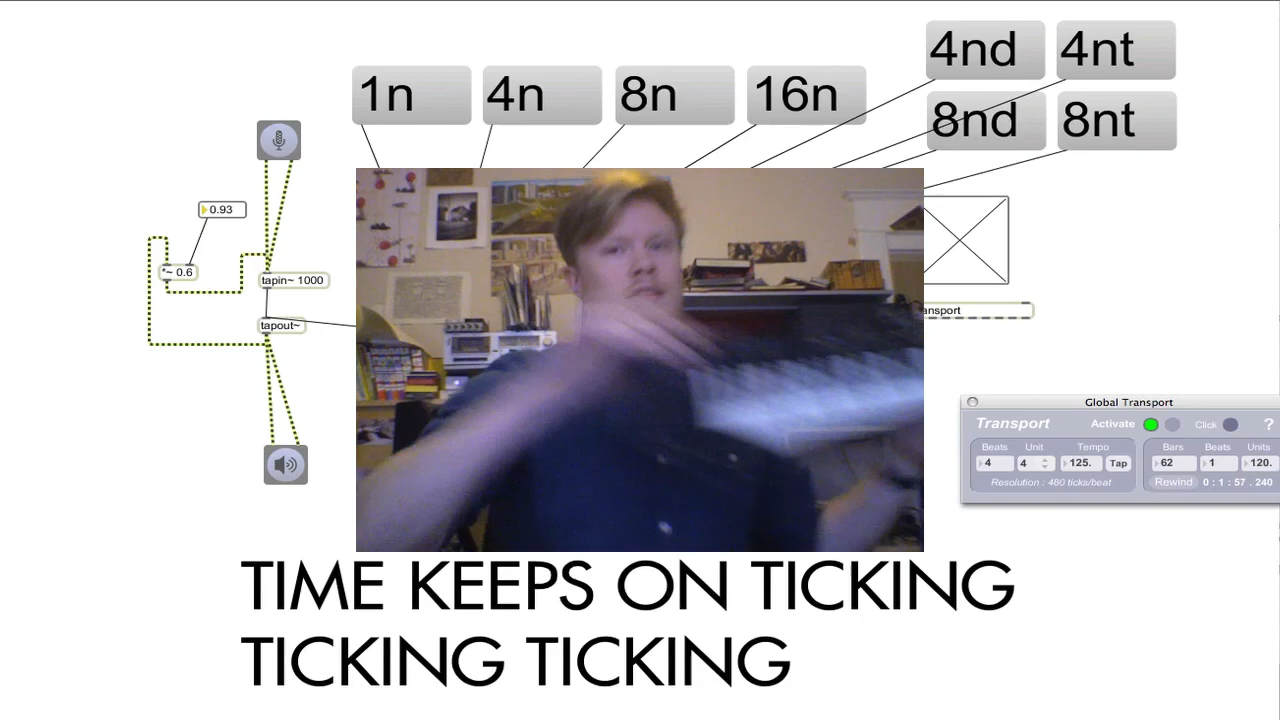 4nd 4nt
1n 4n 8n 16n
8nd 8nt
0.93
*~ 0.6
tapin~ 1000
tapout~
ansport
Global Transport
Transport Activate Click ?
Beats Unit Tempo Bars Beats Units
4 4 125. Tap 62 1 120.
Resolution : 480 ticks/beat Rewind 0 : 1 : 57 . 240
TIME KEEPS ON TICKING
TICKING TICKING